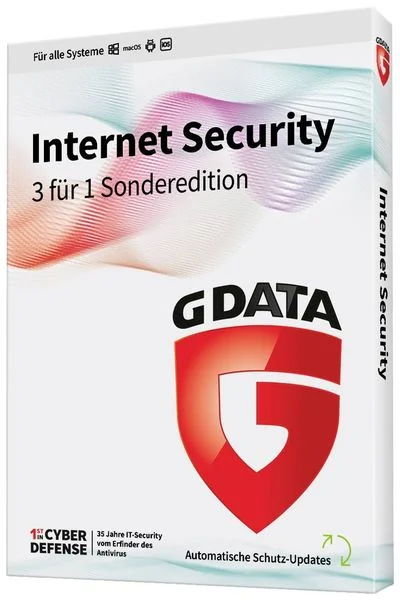 Für alle Systeme macOS iOS
Internet Security
3 für 1 Sonderedition
G DATA
G
1ST IN CYBER DEFENSE
35 Jahre IT-Security
vom Erfinder des
Antivirus
Automatische Schutz-Updates
Internet Security